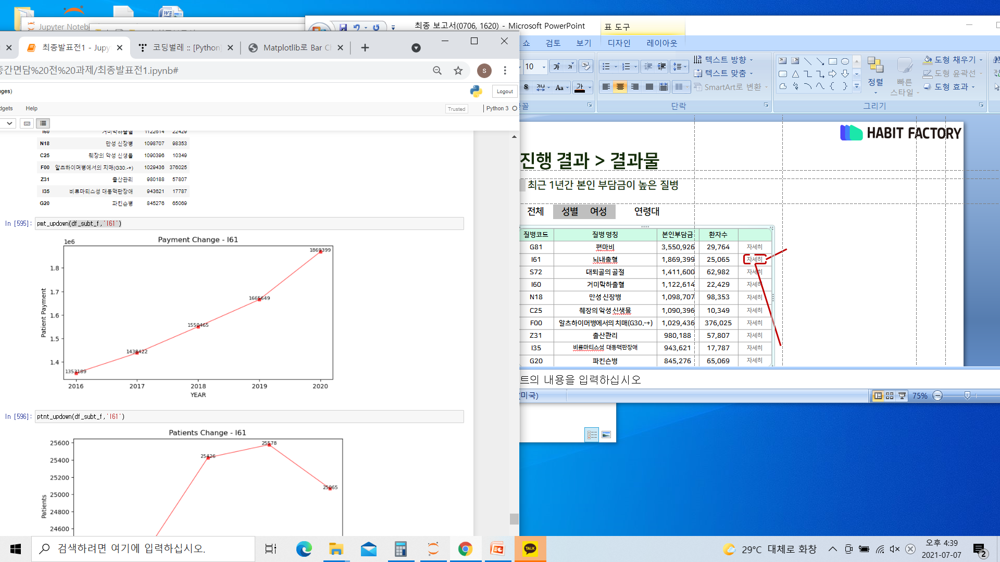 Jupyter Noteb
최종발표전1 - Jupy
코딩벌레 :: [Python]
Matplotlib로 Bar Cl
종간면담%20전%20과제/최종발표전1.ipynb#
s
nges)
Logout
dgets
Help
Trusted
Python 3
I60 거미막하출혈 1122614 22429
N18 만성 신장병 1098707 98353
C25 췌장의 악성 신생물 1090396 10349
F00 알츠하이머병에서의 치매(G30.-+) 1029436 376025
Z31 출산관리 980188 57807
I35 비류마티스성 대동맥판장애 943621 17787
G20 파킨슨병 845276 65069
In [595]: pmt_updown(df_subt_f,'I61')
Payment Change - I61
1e6
1869399
1.8
1.7
1665649
1.6
1550465
1.5
1438422
1.4
1353189
Patient Payment
2016 2017 2018 2019 2020
YEAR
In [596]: ptnt_updown(df_subt_f,'I61')
Patients Change - I61
25600
25578
25426
25400
25200
25000
25065
24800
24600
Patients
최종 보고서(0706, 1620) - Microsoft PowerPoint
표 도구
쇼 검토 보기 디자인 레이아웃
10
가 가
S 간 Aa 가
텍스트 방향
텍스트 맞춤
SmartArt로 변환
정렬
빠른
스타일
도형 채우기
도형 윤곽선
도형 효과
글꼴
단락
그리기
HABIT FACTORY
진행 결과 > 결과물
최근 1년간 본인 부담금이 높은 질병
전체 성별 여성 연령대
질병코드 질병 명칭 본인부담금 환자수
G81 편마비 3,550,926 29,764 자세히
I61 뇌내출혈 1,869,399 25,065 자세히
S72 대퇴골의 골절 1,411,600 62,982 자세히
I60 거미막하출혈 1,122,614 22,429 자세히
N18 만성 신장병 1,098,707 98,353 자세히
C25 췌장의 악성 신생물 1,090,396 10,349 자세히
F00 알츠하이머병에서의 치매(G30.-+) 1,029,436 376,025 자세히
Z31 출산관리 980,188 57,807 자세히
I35 비류마티스성 대동맥판장애 943,621 17,787 자세히
G20 파킨슨병 845,276 65,069 자세히
트의 내용을 입력하십시오
(미국)
75%
검색하려면 여기에 입력하십시오.
TALK
29°C 대체로 화창
오후 4:39
2021-07-07
2